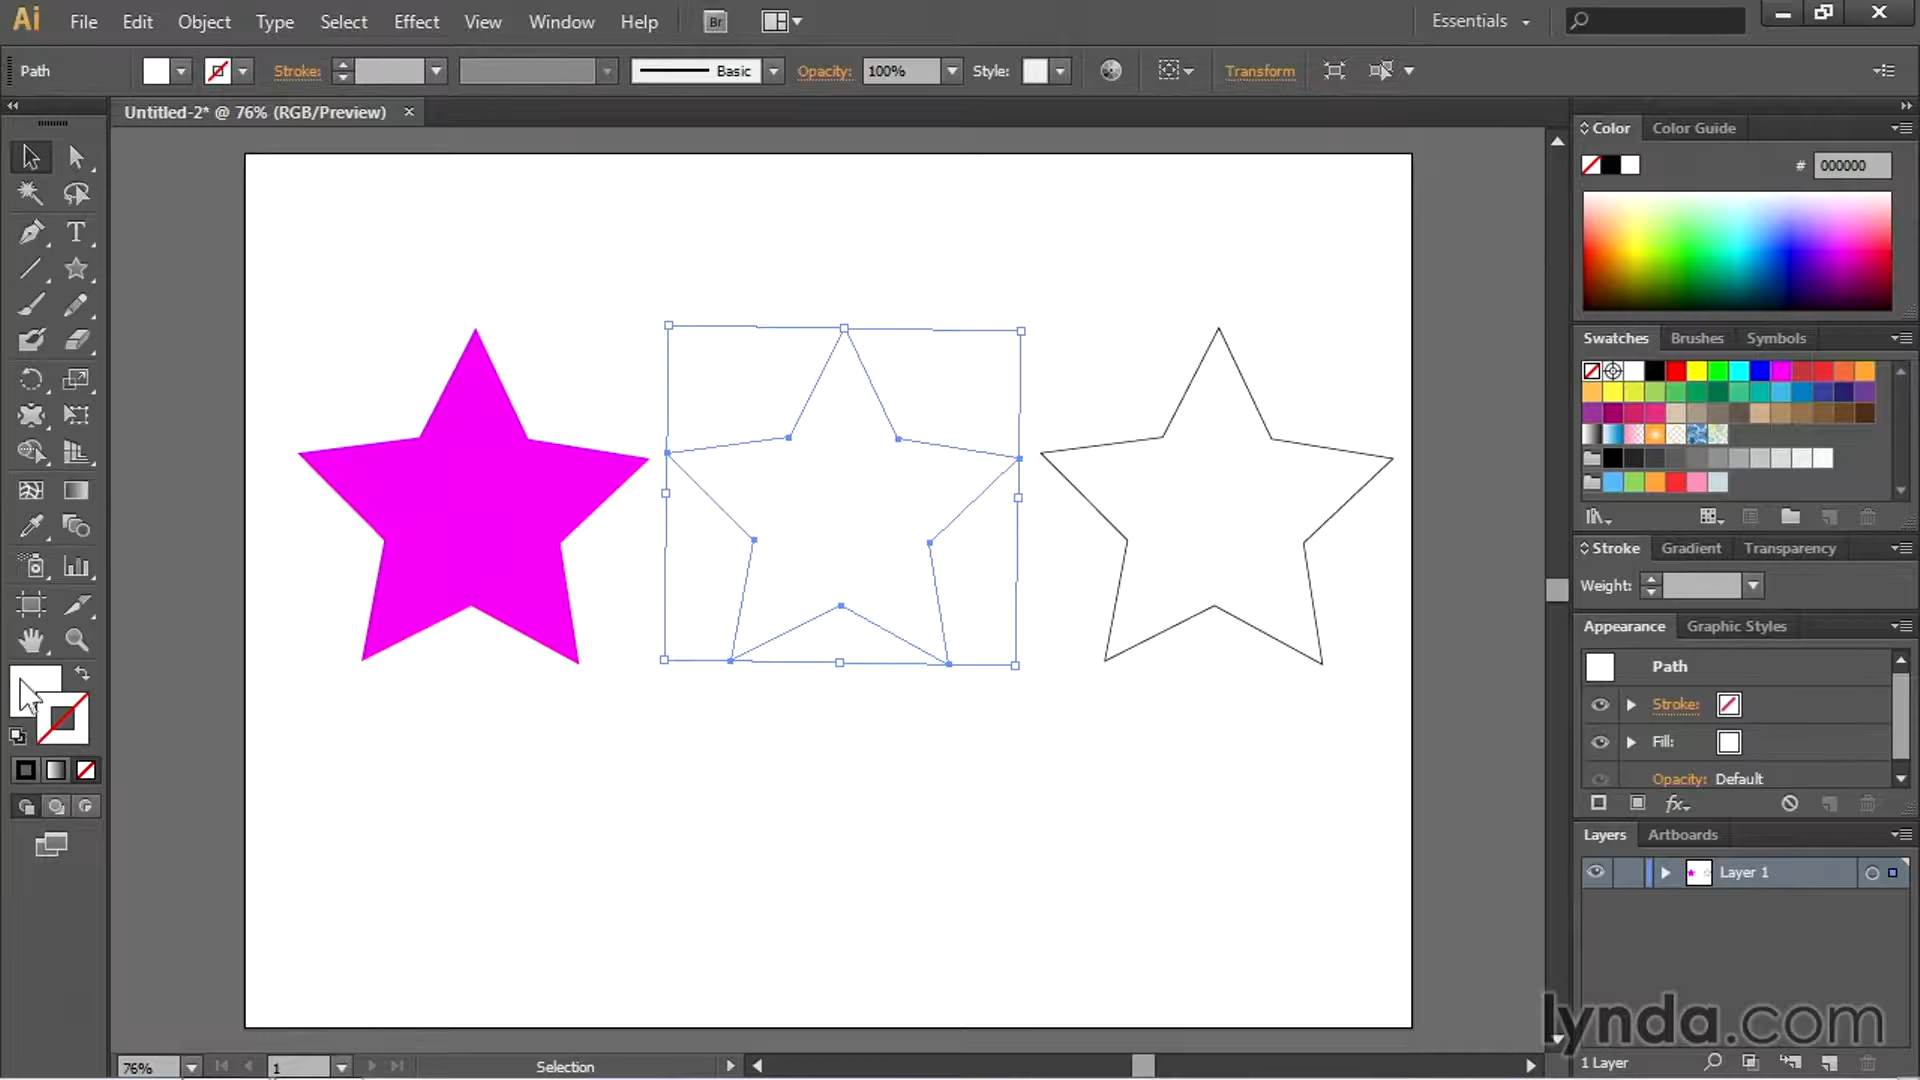 Ai File Edit Object Type Select Effect View Window Help Br Essentials
Path Stroke: Basic Opacity: 100% Style: Transform
Untitled-2* @ 76% (RGB/Preview) ×
Color Color Guide
# 000000
Swatches Brushes Symbols
Stroke Gradient Transparency
Weight:
Appearance Graphic Styles
Path
Stroke:
Fill:
Opacity: Default
fx
Layers Artboards
Layer 1
lynda.com
76% 1 Selection 1 Layer